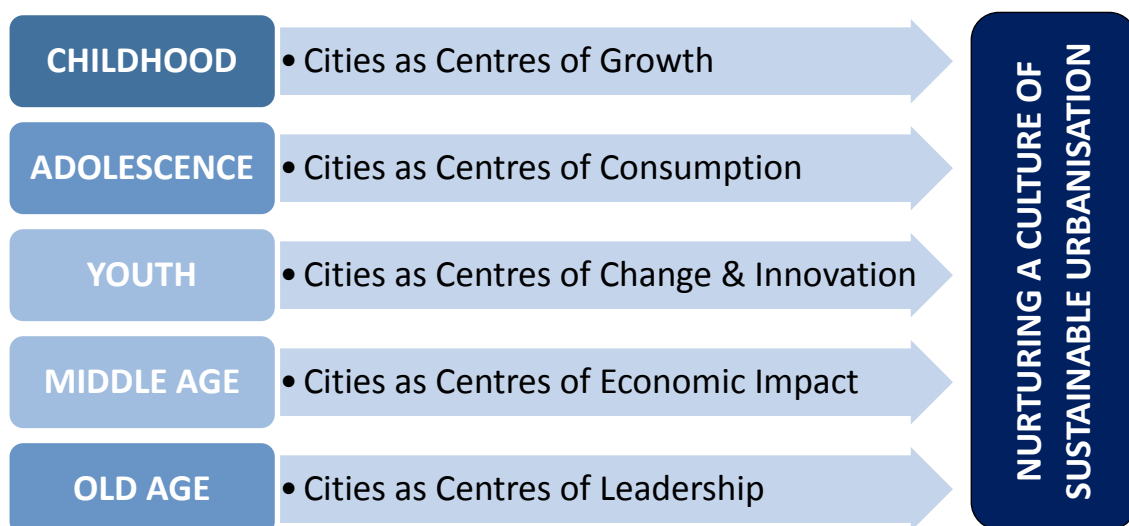 CHILDHOOD
• Cities as Centres of Growth
ADOLESCENCE
• Cities as Centres of Consumption
YOUTH
• Cities as Centres of Change & Innovation
MIDDLE AGE
• Cities as Centres of Economic Impact
OLD AGE
• Cities as Centres of Leadership
NURTURING A CULTURE OF
SUSTAINABLE URBANISATION